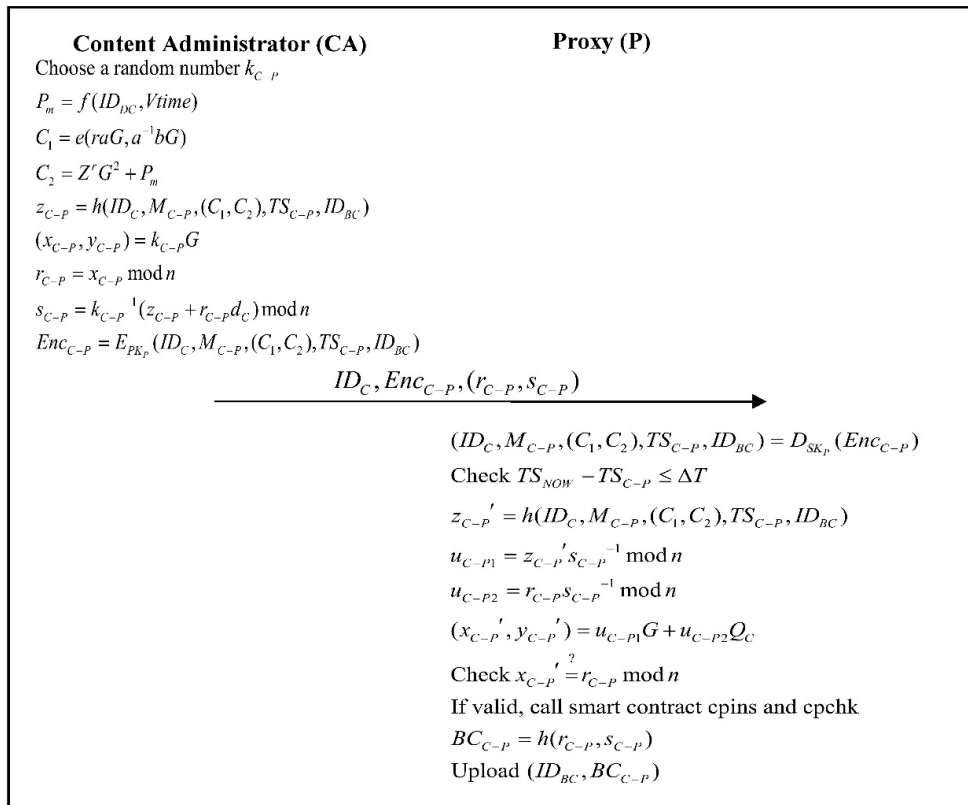 Content Administrator (CA) Proxy (P)
Choose a random number k_{C-P}
P_m = f(ID_{DC}, Vtime)
C_1 = e(raG, a^{-1}bG)
C_2 = Z^r G^2 + P_m
z_{C-P} = h(ID_C, M_{C-P}, (C_1, C_2), TS_{C-P}, ID_{BC})
(x_{C-P}, y_{C-P}) = k_{C-P}G
r_{C-P} = x_{C-P} mod n
s_{C-P} = k_{C-P}^{-1}(z_{C-P} + r_{C-P}d_C) mod n
Enc_{C-P} = E_{PK_P}(ID_C, M_{C-P}, (C_1, C_2), TS_{C-P}, ID_{BC})
ID_C, Enc_{C-P}, (r_{C-P}, s_{C-P})
(ID_C, M_{C-P}, (C_1, C_2), TS_{C-P}, ID_{BC}) = D_{SK_P}(Enc_{C-P})
Check TS_{NOW} − TS_{C-P} ≤ ΔT
z_{C-P}' = h(ID_C, M_{C-P}, (C_1, C_2), TS_{C-P}, ID_{BC})
u_{C-P1} = z_{C-P}' s_{C-P}^{-1} mod n
u_{C-P2} = r_{C-P} s_{C-P}^{-1} mod n
(x_{C-P}', y_{C-P}') = u_{C-P1}G + u_{C-P2}Q_C
Check x_{C-P}' =^? r_{C-P} mod n
If valid, call smart contract cpins and cpchk
BC_{C-P} = h(r_{C-P}, s_{C-P})
Upload (ID_{BC}, BC_{C-P})